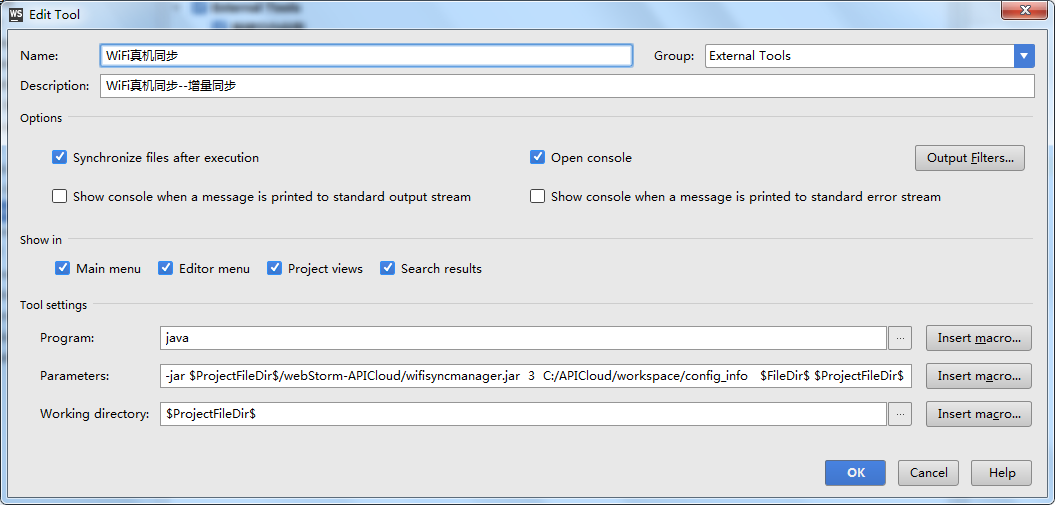 WS Edit Tool
Name: WiFi真机同步 Group: External Tools
Description: WiFi真机同步--增量同步
Options
Synchronize files after execution Open console Output Filters...
Show console when a message is printed to standard output stream Show console when a message is printed to standard error stream
Show in
Main menu Editor menu Project views Search results
Tool settings
Program: java ... Insert macro...
Parameters: -jar $ProjectFileDir$/webStorm-APICloud/wifisyncmanager.jar 3 C:/APICloud/workspace/config_info $FileDir$ $ProjectFileDir$ Insert macro...
Working directory: $ProjectFileDir$ ... Insert macro...
OK Cancel Help